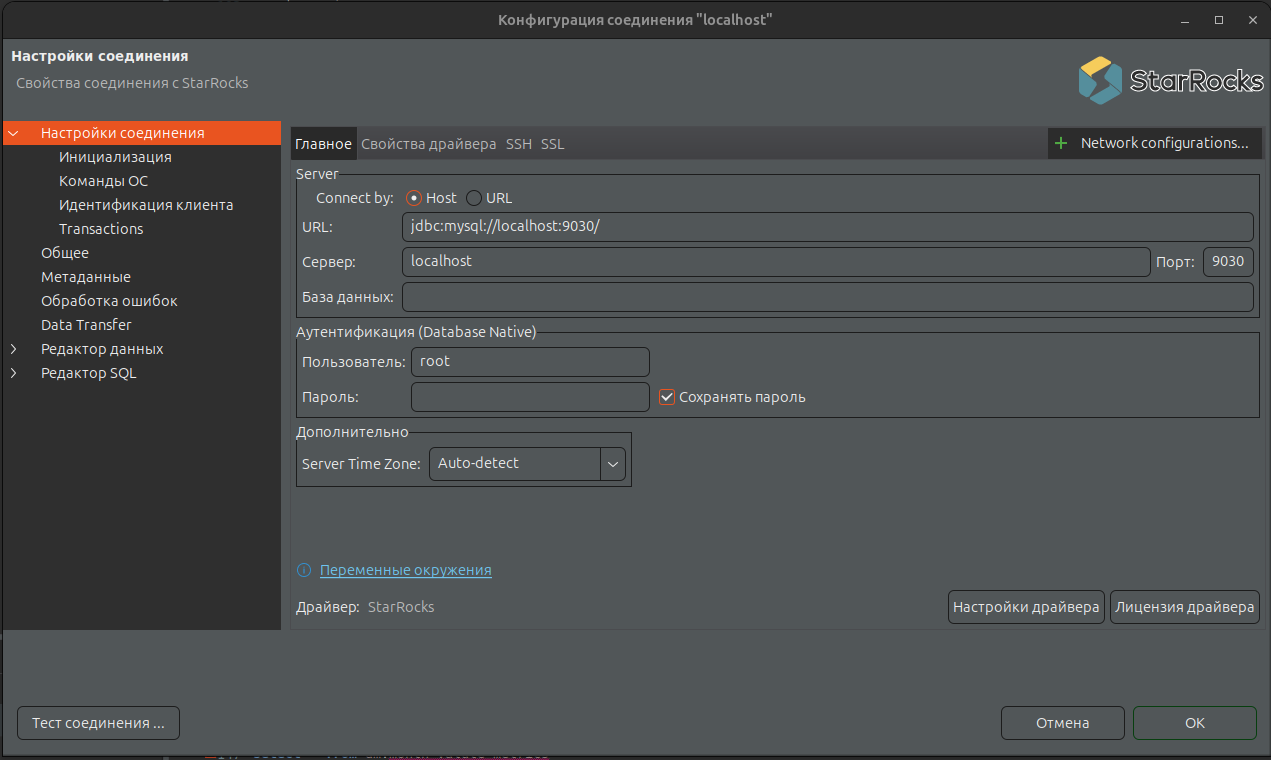 Конфигурация соединения "localhost"
Настройки соединения
Свойства соединения с StarRocks
StarRocks
Настройки соединения
Инициализация
Команды ОС
Идентификация клиента
Transactions
Общее
Метаданные
Обработка ошибок
Data Transfer
Редактор данных
Редактор SQL
Главное Свойства драйвера SSH SSL
Network configurations...
Server
Connect by: Host URL
URL: jdbc:mysql://localhost:9030/
Сервер: localhost Порт: 9030
База данных:
Аутентификация (Database Native)
Пользователь: root
Пароль: Сохранять пароль
Дополнительно
Server Time Zone: Auto-detect
Переменные окружения
Драйвер: StarRocks Настройки драйвера Лицензия драйвера
Тест соединения ... Отмена ОК